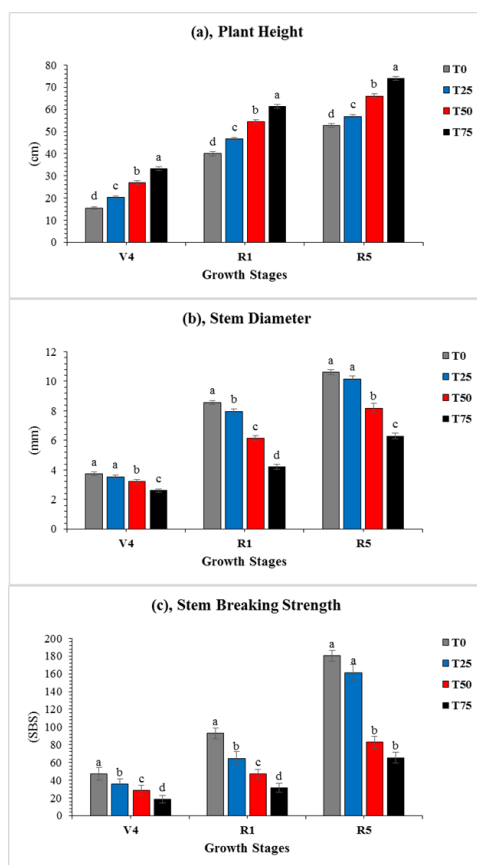 (a), Plant Height
80
70
60
50
40
30
20
10
0
(cm)
d c b a
d c b a
d c b a
V4 R1 R5
Growth Stages
T0
T25
T50
T75
(b), Stem Diameter
12
10
8
6
4
2
0
(mm)
a a b c
a b c d
a a b c
V4 R1 R5
Growth Stages
T0
T25
T50
T75
(c), Stem Breaking Strength
200
180
160
140
120
100
80
60
40
20
0
(SBS)
a b c d
a b c d
a a b b
V4 R1 R5
Growth Stages
T0
T25
T50
T75